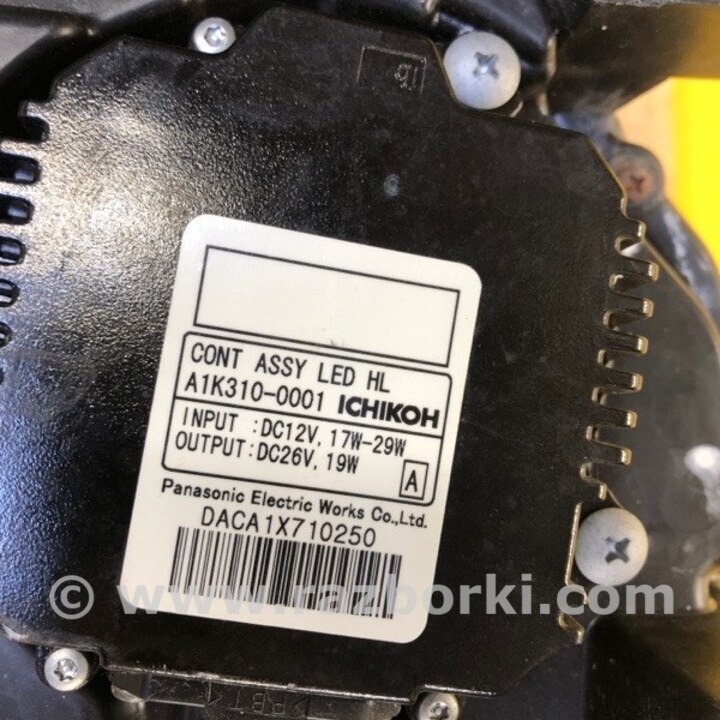 CONT ASSY LED HL
A1K310-0001 ICHIKOH
INPUT :DC12V, 17W-29W
OUTPUT:DC26V, 19W
A
Panasonic Electric Works Co.,Ltd.
DACA1X710250
© www.razborki.com
>PBT<